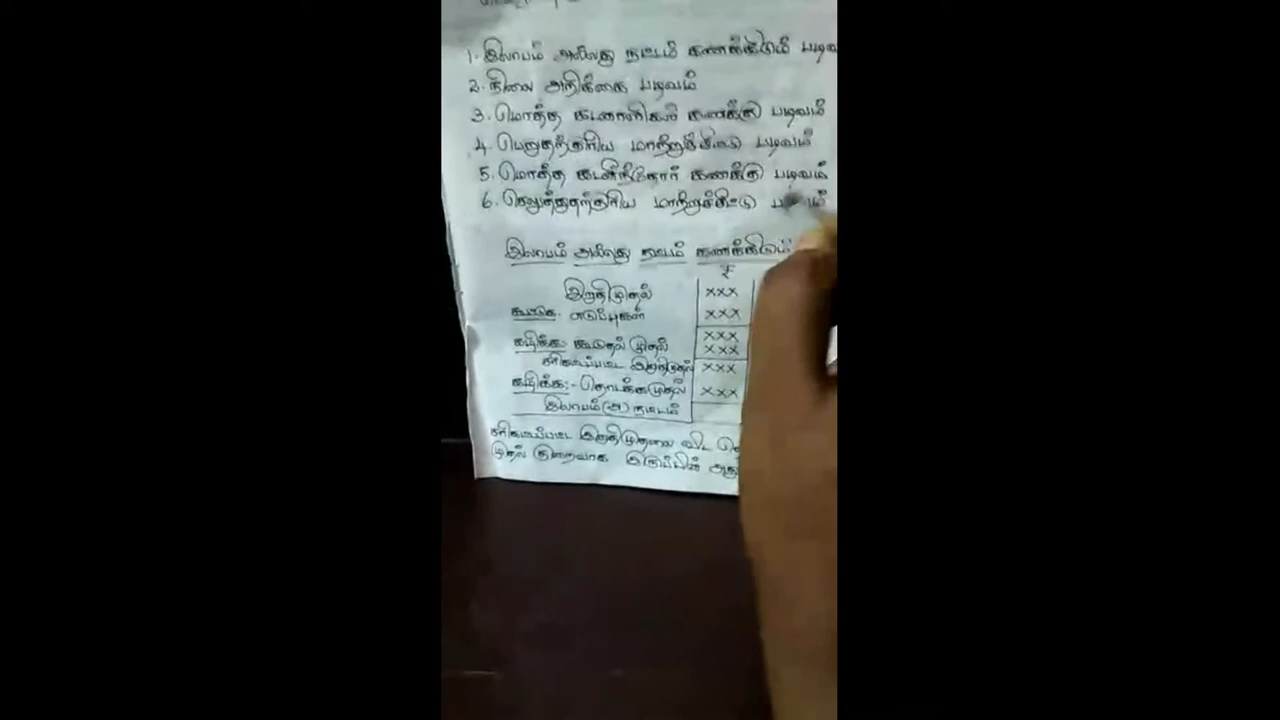 1. இலாபம் அல்லது நட்டம் கணக்கிடும்
2. நிலை அறிக்கை படிவம்
3. மொத்த கடனாளிகள் கணக்கு படிவம்
4. பெறுதற்குரிய மாற்றுச்சீட்டு படிவம்
5. மொத்த கடனீந்தோர் கணக்கு படிவம்
6. செலுத்துதற்குரிய மாற்றுச்சீட்டு
இலாபம் அல்லது நட்டம் கணக்கிடும்
₹
இறுதிமுதல் xxx
கூட்டுக:- எடுப்புகள் xxx
xxx
கழிக்க:- கூடுதல் முதல் xxx
சரிகட்டப்பட்ட இறுதிமுதல் xxx
கழிக்க:- தொடக்கமுதல் xxx
இலாபம் (அ) நட்டம்
சரிகட்டப்பட்ட இறுதிமுதலை விட
முதல் குறைவாக இருப்பின்